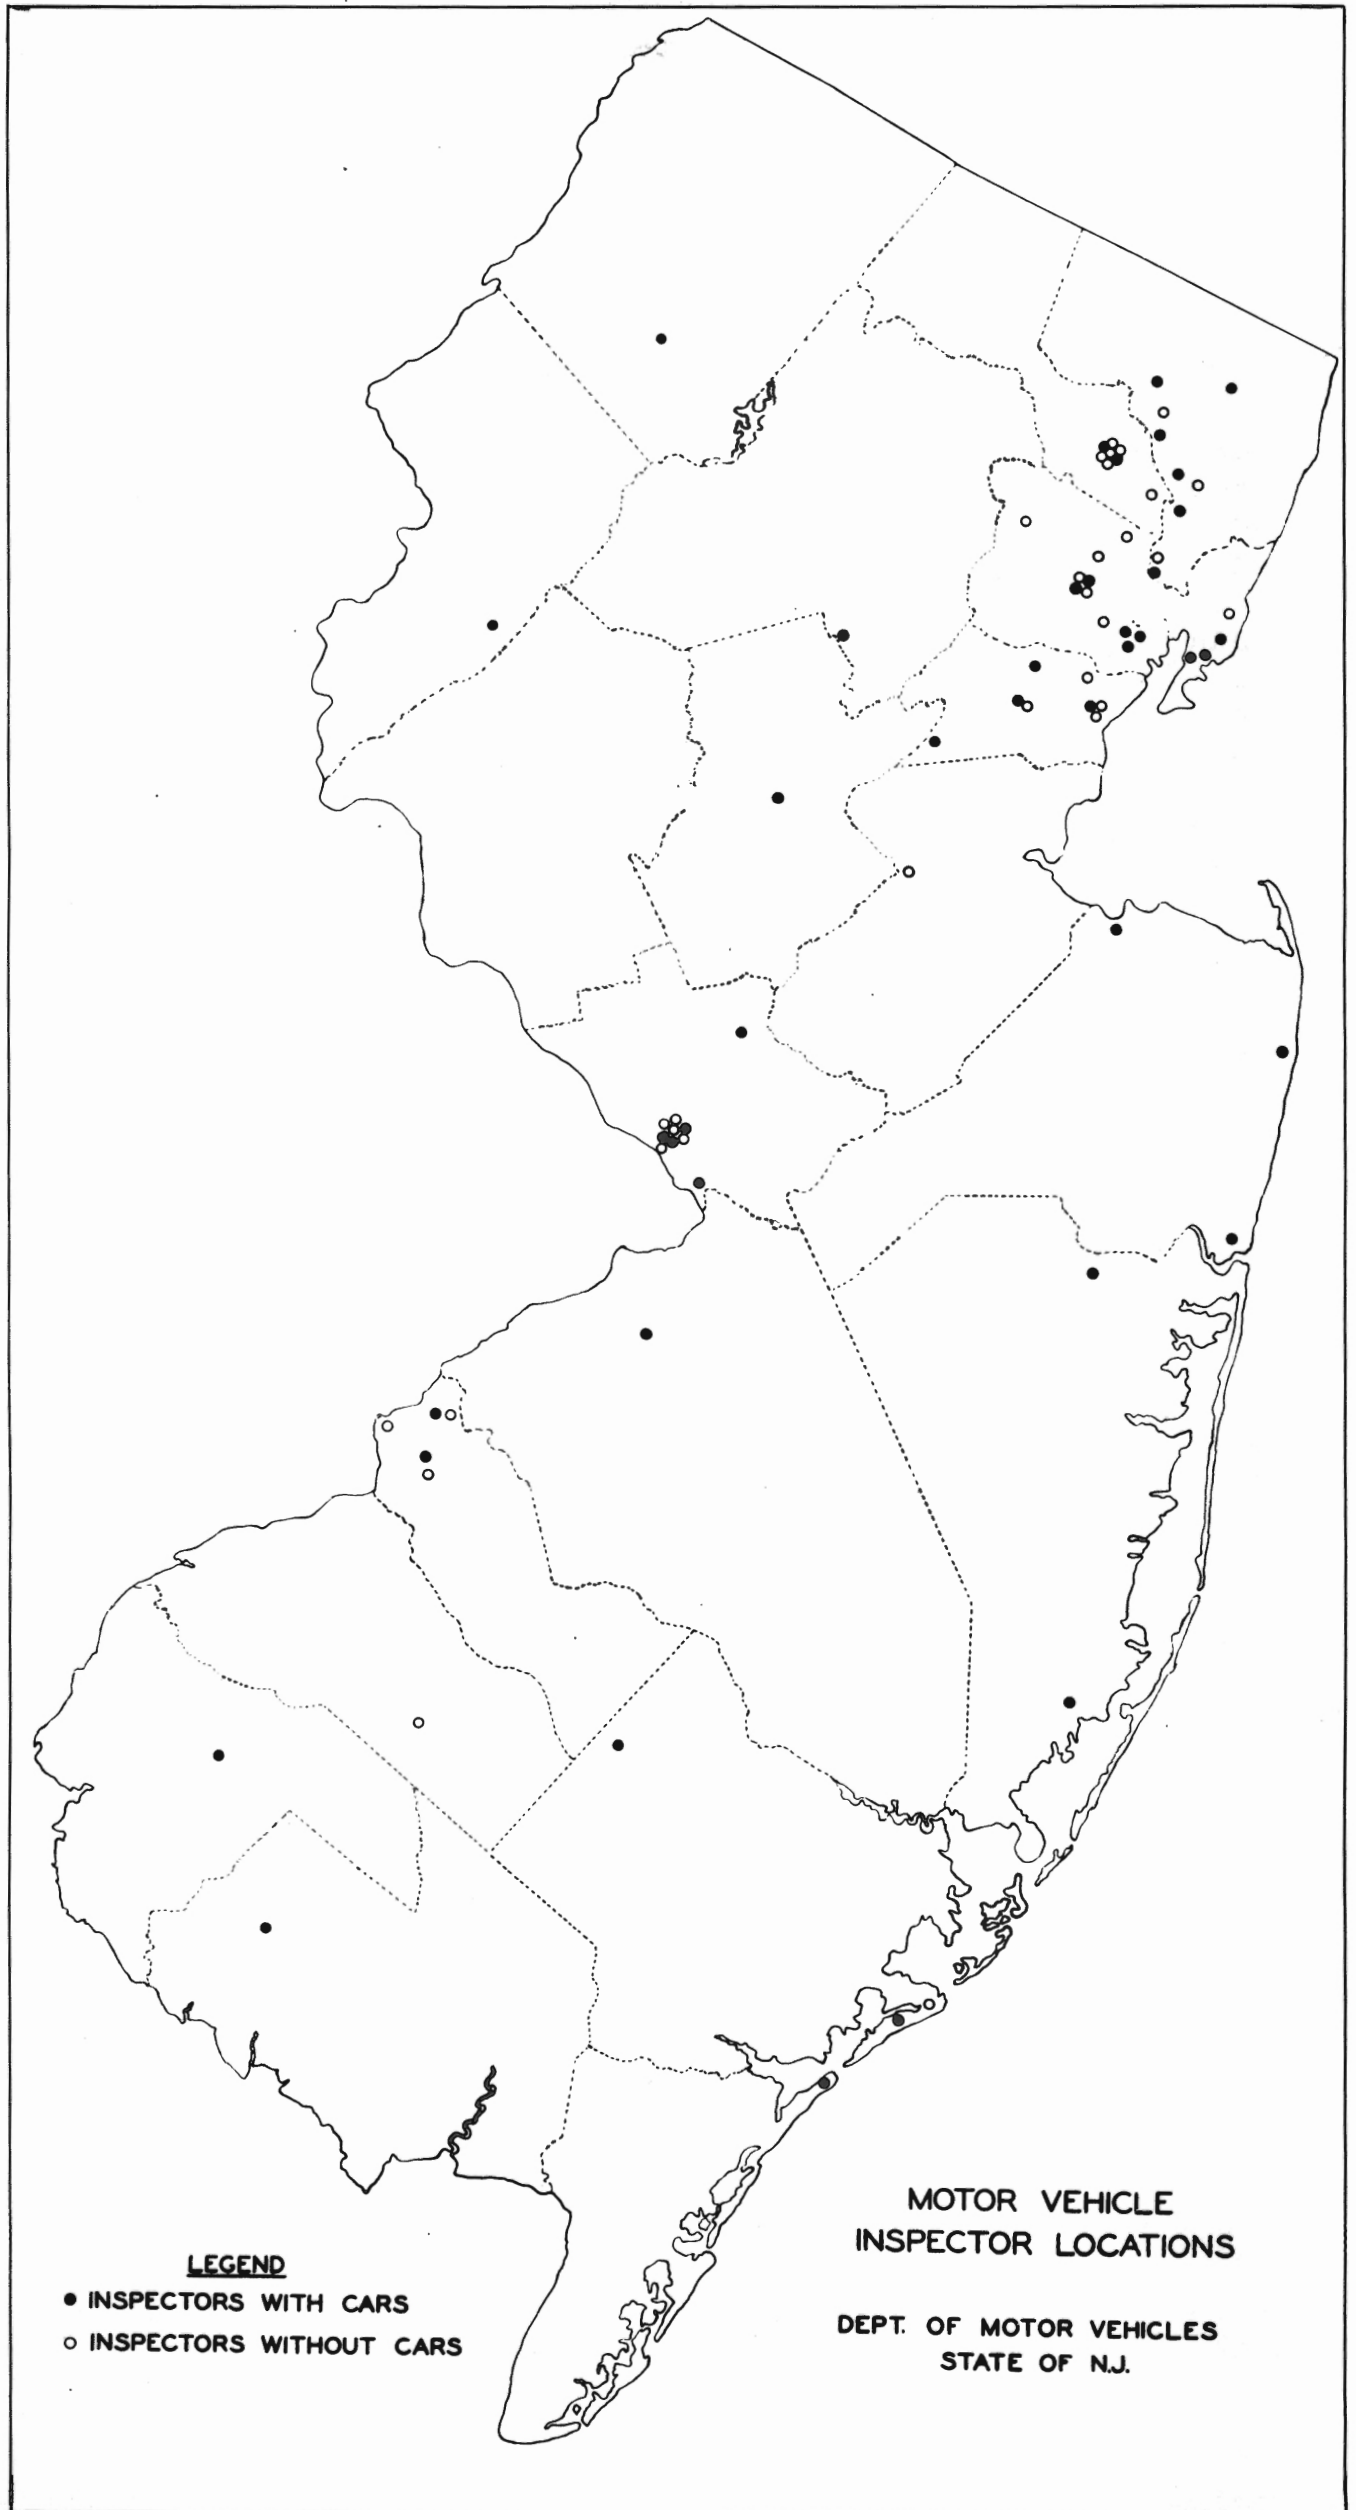 MOTOR VEHICLE
INSPECTOR LOCATIONS
DEPT. OF MOTOR VEHICLES
STATE OF N.J.
LEGEND
INSPECTORS WITH CARS
INSPECTORS WITHOUT CARS